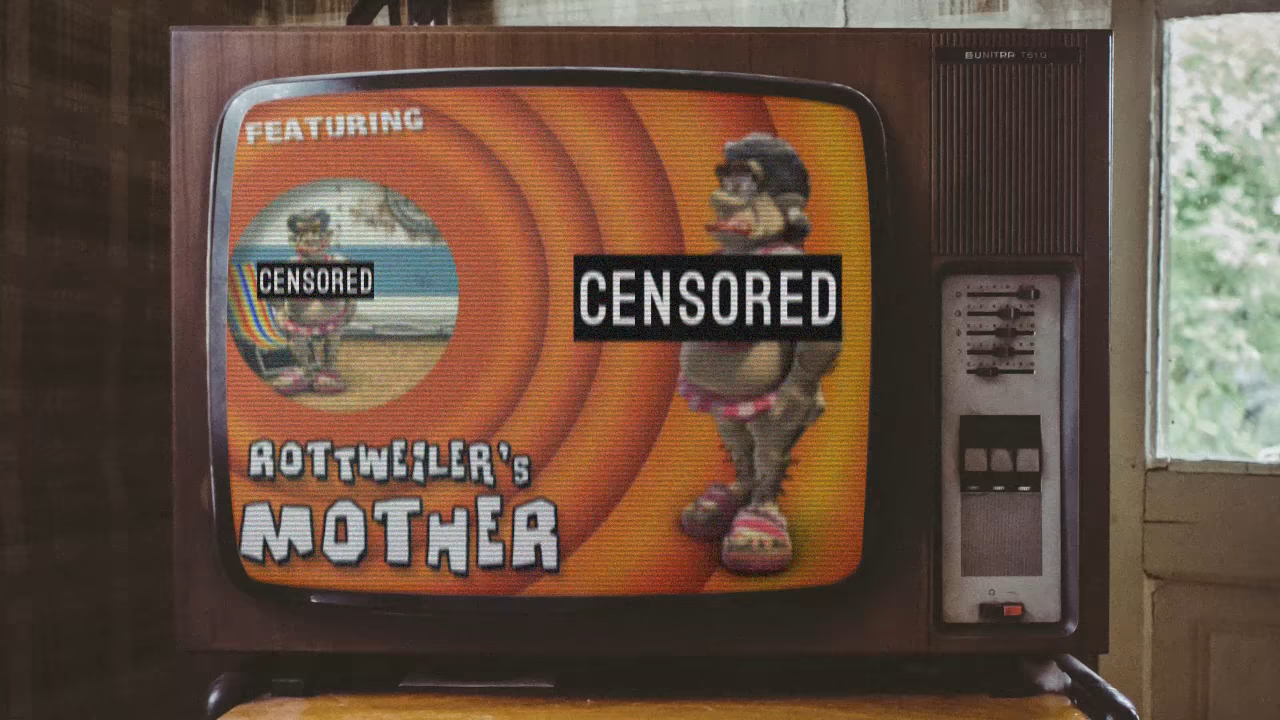 FEATURING
CENSORED
CENSORED
ROTTWEILER'S
MOTHER